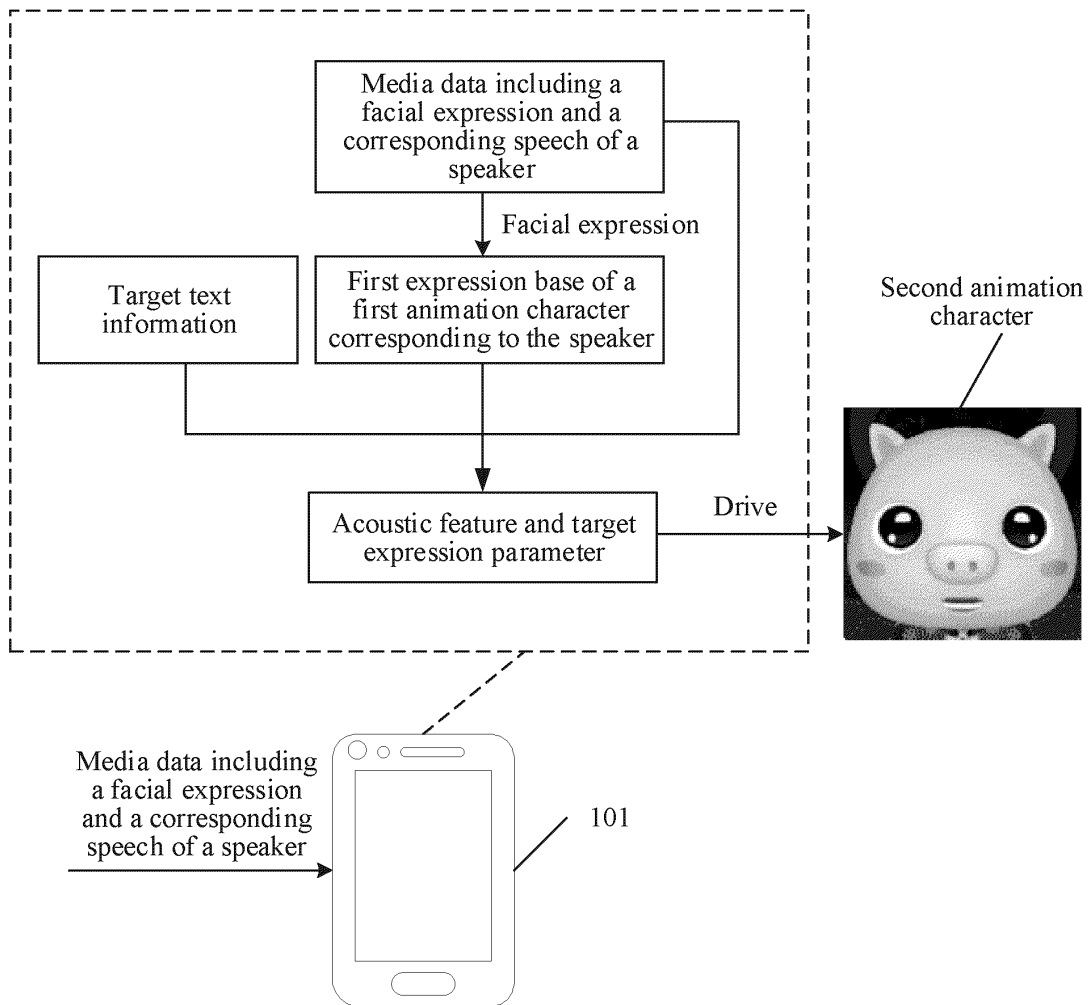 Media data including a
facial expression and a
corresponding speech of a
speaker
Facial expression
Target text
information
First expression base of a
first animation character
corresponding to the speaker
Second animation
character
Acoustic feature and target
expression parameter
Drive
Media data including
a facial expression
and a corresponding
speech of a speaker
101